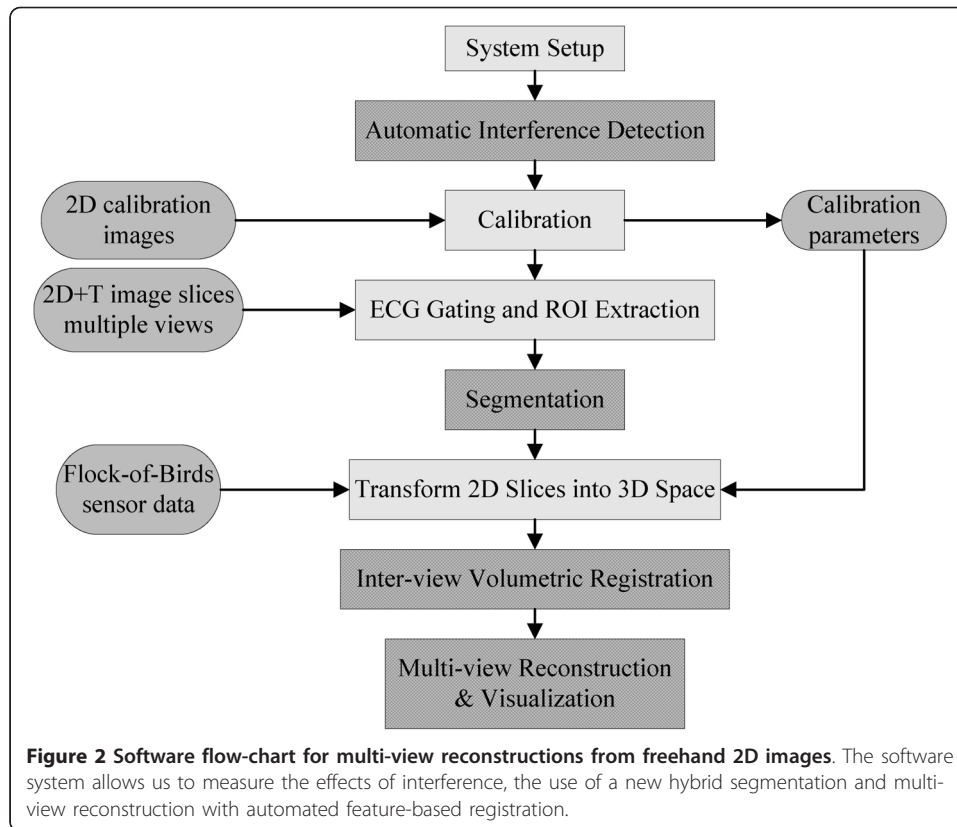 System Setup
Automatic Interference Detection
2D calibration
images
Calibration
Calibration
parameters
2D+T image slices
multiple views
ECG Gating and ROI Extraction
Segmentation
Flock-of-Birds
sensor data
Transform 2D Slices into 3D Space
Inter-view Volumetric Registration
Multi-view Reconstruction
& Visualization
Figure 2 Software flow-chart for multi-view reconstructions from freehand 2D images. The software
system allows us to measure the effects of interference, the use of a new hybrid segmentation and multi-
view reconstruction with automated feature-based registration.